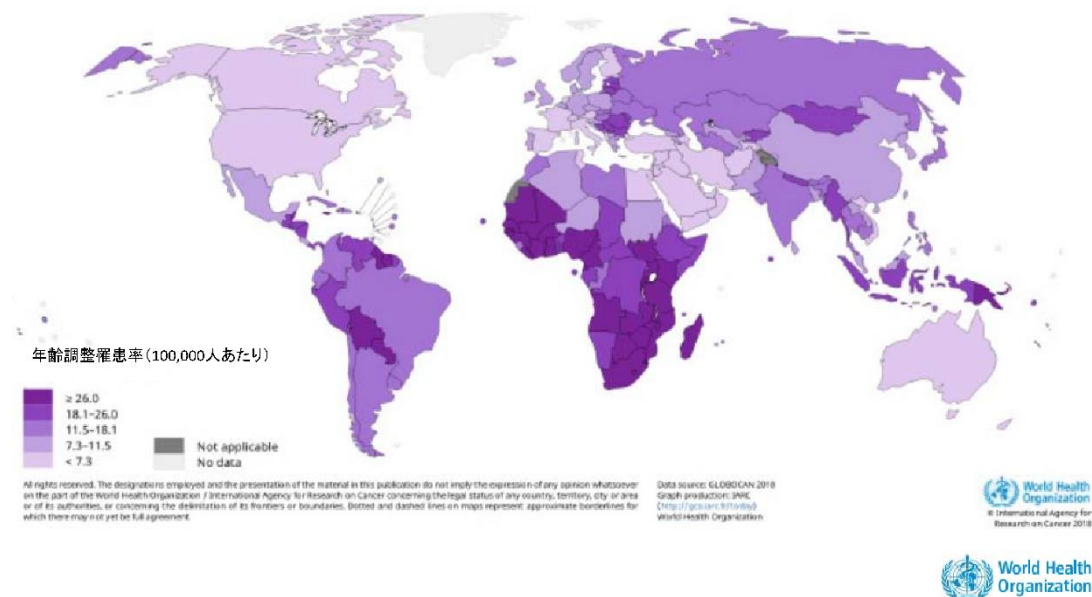 年齢調整罹患率(100,000人あたり)
≥ 26.0
18.1–26.0
11.5–18.1
7.3–11.5
< 7.3
Not applicable
No data
All rights reserved. The designations employed and the presentation of the material in this publication do not imply the expression of any opinion whatsoever
on the part of the World Health Organization / International Agency for Research on Cancer concerning the legal status of any country, territory, city or area
or of its authorities, or concerning the delimitation of its frontiers or boundaries. Dotted and dashed lines on maps represent approximate borderlines for
which there may not yet be full agreement.
Data source: GLOBOCAN 2018
Graph production: IARC
(http://gco.iarc.fr/today)
World Health Organization
World Health
Organization
© International Agency for
Research on Cancer 2018
World Health
Organization